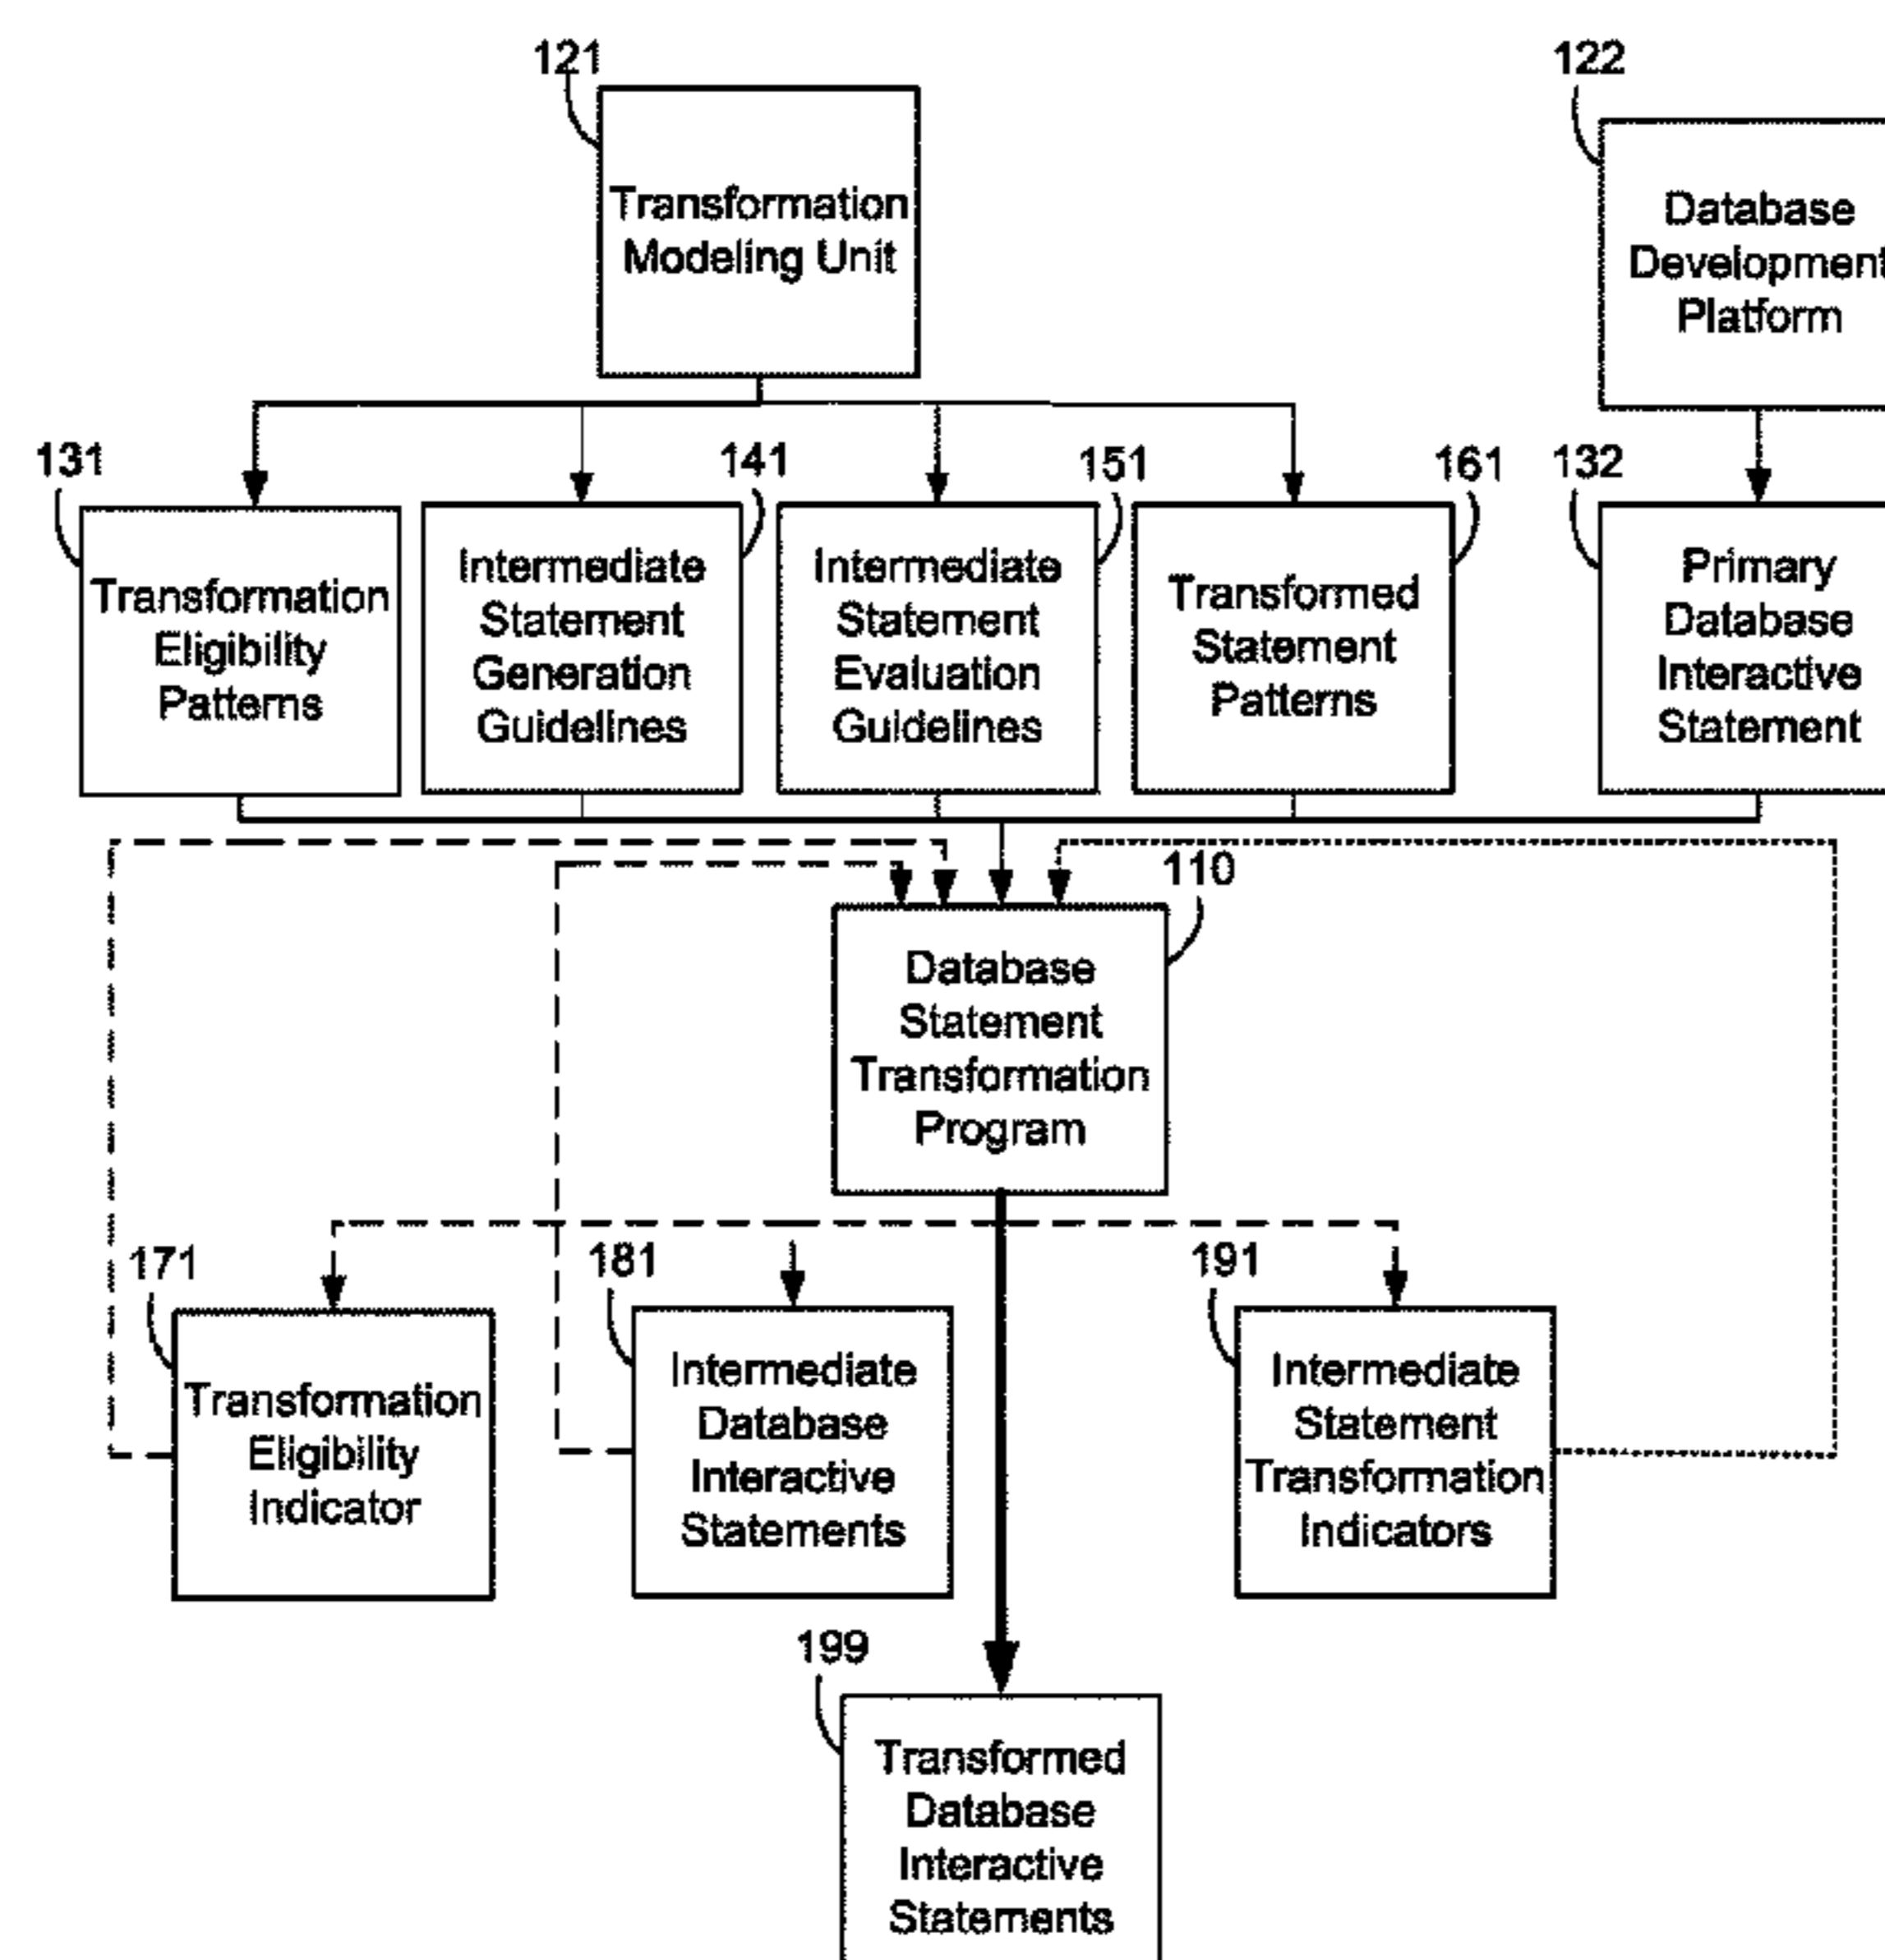 121
Transformation
Modeling Unit
122
Database
Development
Platform
131
Transformation
Eligibility
Patterns
141
Intermediate
Statement
Generation
Guidelines
151
Intermediate
Statement
Evaluation
Guidelines
161
Transformed
Statement
Patterns
132
Primary
Database
Interactive
Statement
110
Database
Statement
Transformation
Program
171
Transformation
Eligibility
Indicator
181
Intermediate
Database
Interactive
Statements
191
Intermediate
Statement
Transformation
Indicators
199
Transformed
Database
Interactive
Statements